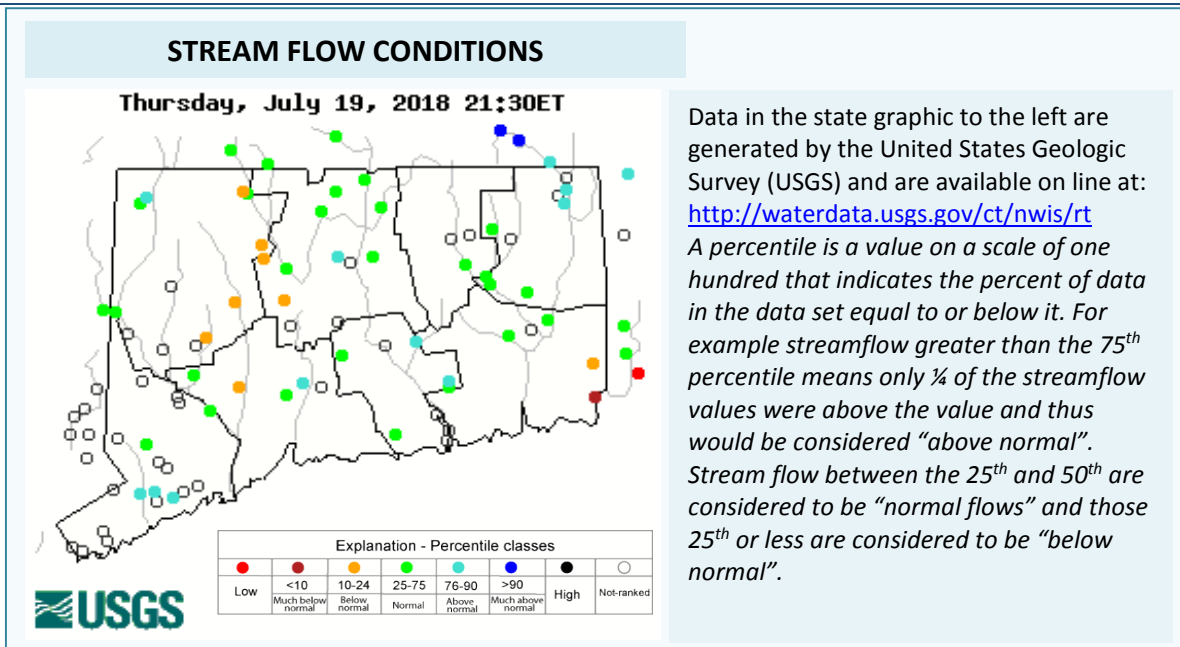 STREAM FLOW CONDITIONS
Thursday, July 19, 2018 21:30ET
Explanation - Percentile classes
Low
<10
10-24
25-75
76-90
>90
High
Not-ranked
Much below
normal
Below
normal
Normal
Above
normal
Much above
normal
USGS
Data in the state graphic to the left are
generated by the United States Geologic
Survey (USGS) and are available on line at:
http://waterdata.usgs.gov/ct/nwis/rt
A percentile is a value on a scale of one
hundred that indicates the percent of data
in the data set equal to or below it. For
example streamflow greater than the 75th
percentile means only ¼ of the streamflow
values were above the value and thus
would be considered “above normal”.
Stream flow between the 25th and 50th are
considered to be “normal flows” and those
25th or less are considered to be “below
normal”.